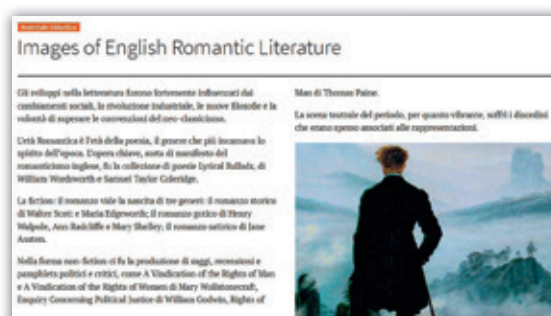 Materiale didattico
Images of English Romantic Literature
Gli sviluppi nella letteratura furono fortemente influenzati dai
cambiamenti sociali, la rivoluzione industriale, le nuove filosofie e la
volontà di superare le convenzioni del neo-classicismo.
L'età Romantica è l'età della poesia, il genere che più incarnava lo
spirito dell'epoca. L'opera chiave, sorta di manifesto del
romanticismo inglese, fu la collezione di poesie Lyrical Ballads, di
William Wordsworth e Samuel Taylor Coleridge.
La fiction: il romanzo vide la nascita di tre generi: il romanzo storico
di Walter Scott e Maria Edgeworth; il romanzo gotico di Henry
Walpole, Ann Radcliffe e Mary Shelley; il romanzo satirico di Jane
Austen.
Nella forma non-fiction ci fu la produzione di saggi, recensioni e
pamphlets politici e critici, come A Vindication of the Rights of Man
e A Vindication of the Rights of Women di Mary Wollstonecraft,
Enquiry Concerning Political Justice di William Godwin, Rights of
Man di Thomas Paine.
La scena teatrale del periodo, per quanto vibrante, soffrì i disordini
che erano spesso associati alle rappresentazioni.